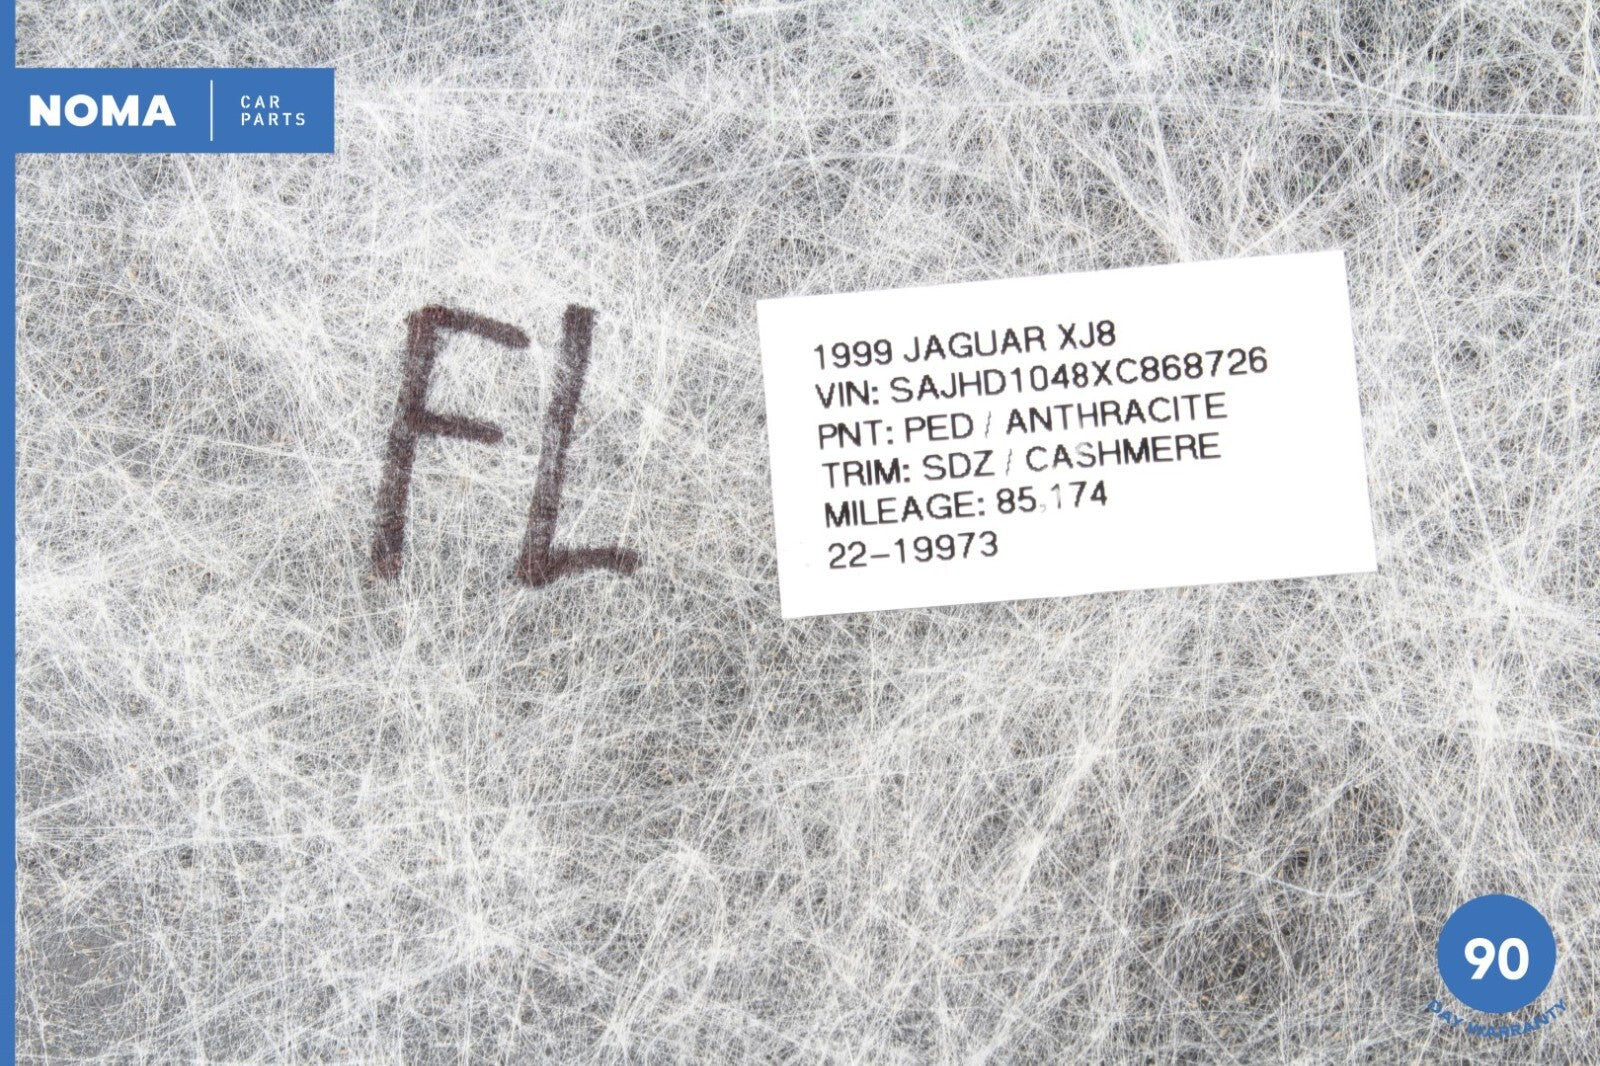 NOMA
CAR
PARTS
FL
1999 JAGUAR XJ8
VIN: SAJHD1048XC868726
PNT: PED / ANTHRACITE
TRIM: SDZ / CASHMERE
MILEAGE: 85,174
22-19973
90
DAY WARRANTY